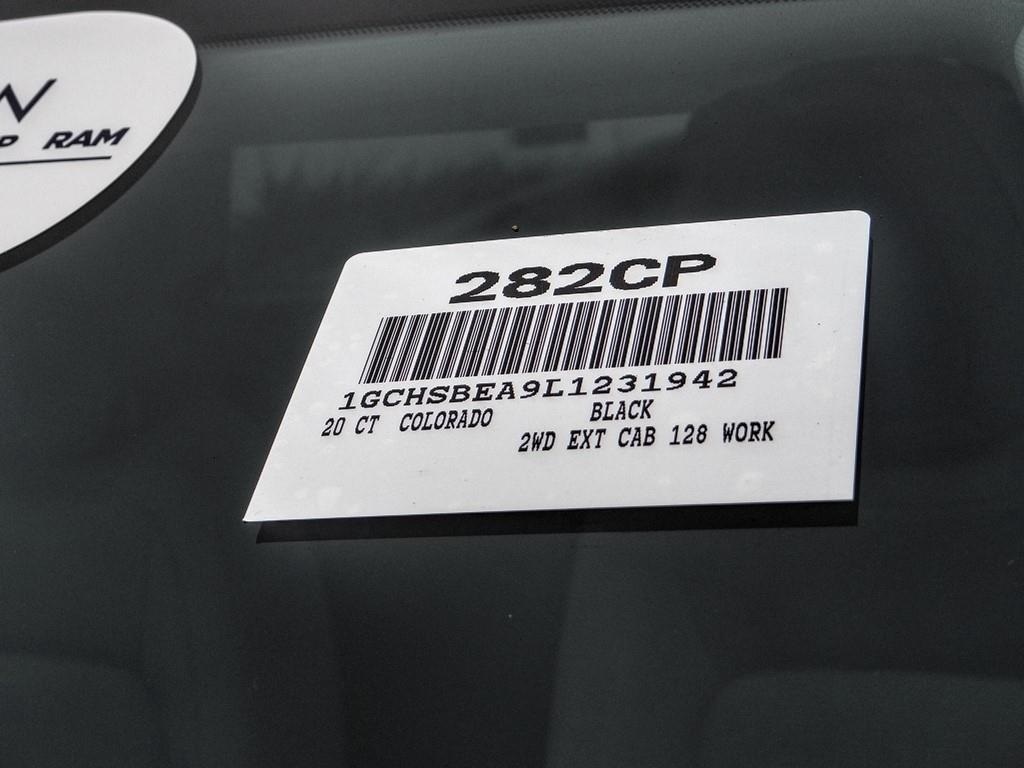 RAM
282CP
1GCHSBEA9L1231942
20 CT COLORADO BLACK
2WD EXT CAB 128 WORK